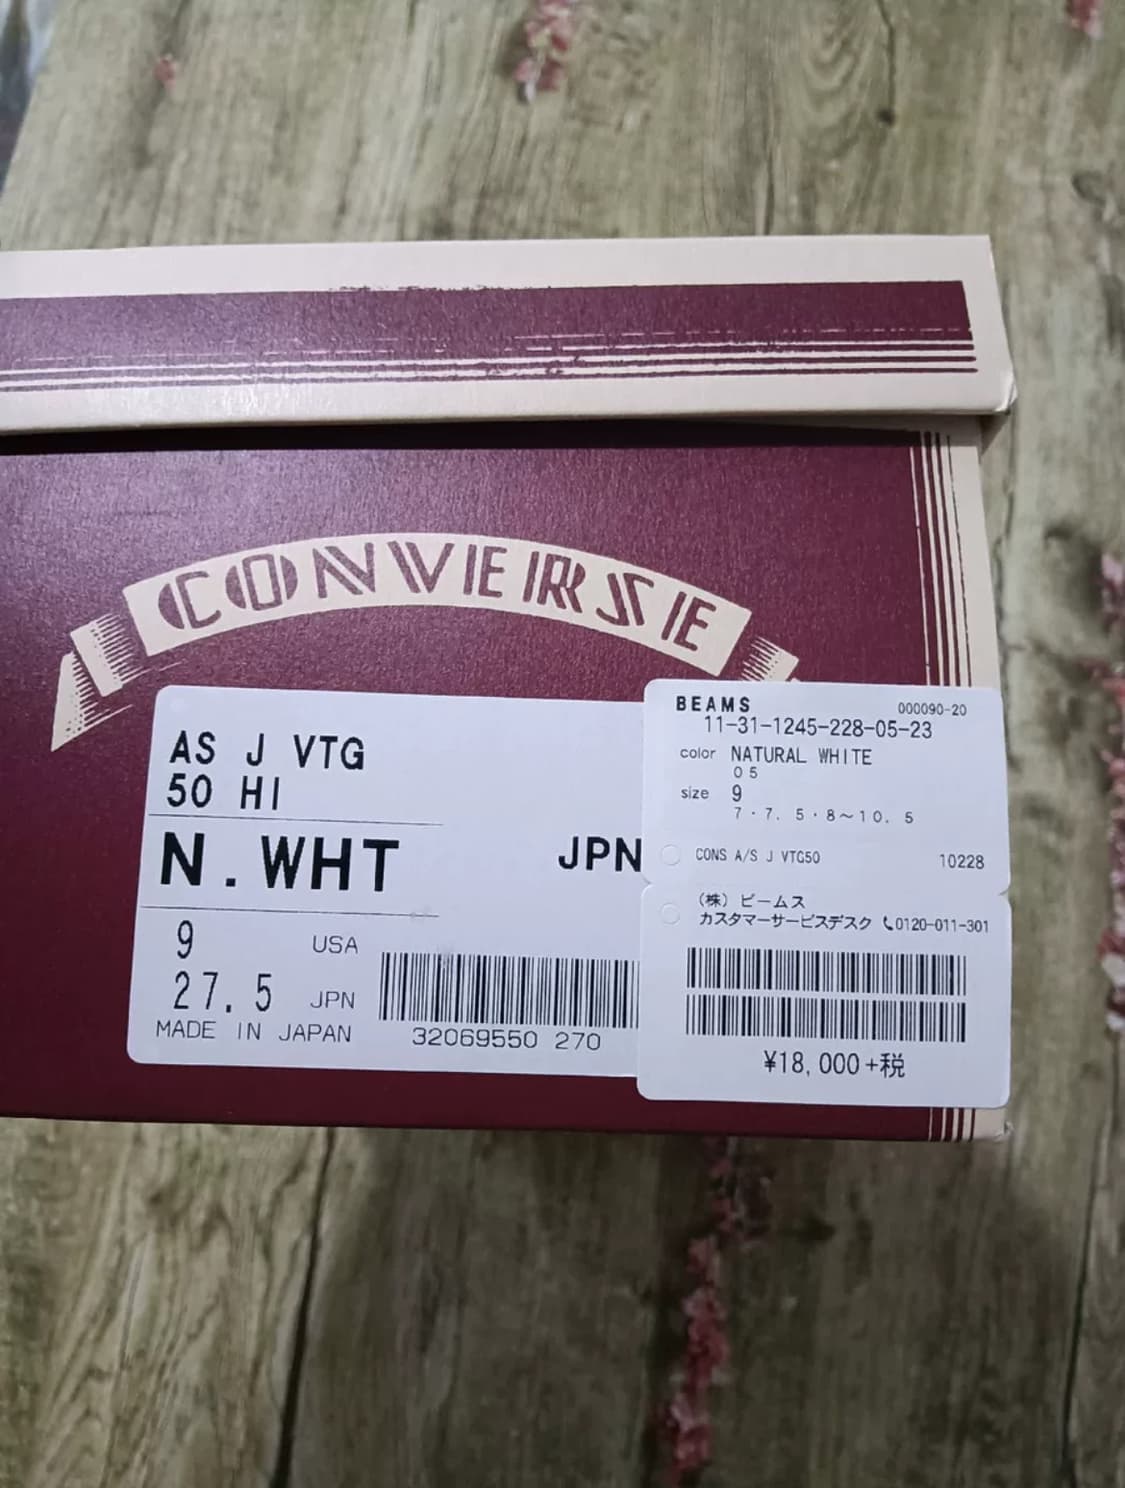 CONVERSE
AS J VTG
50 HI
N.WHT
JPN
9 USA
27.5 JPN
MADE IN JAPAN
32069550 270
BEAMS 000090-20
11-31-1245-228-05-23
color NATURAL WHITE
05
size 9
7・7.5・8～10.5
CONS A/S J VTG50 10228
(株) ビームス
カスタマーサービスデスク 0120-011-301
¥18,000+税